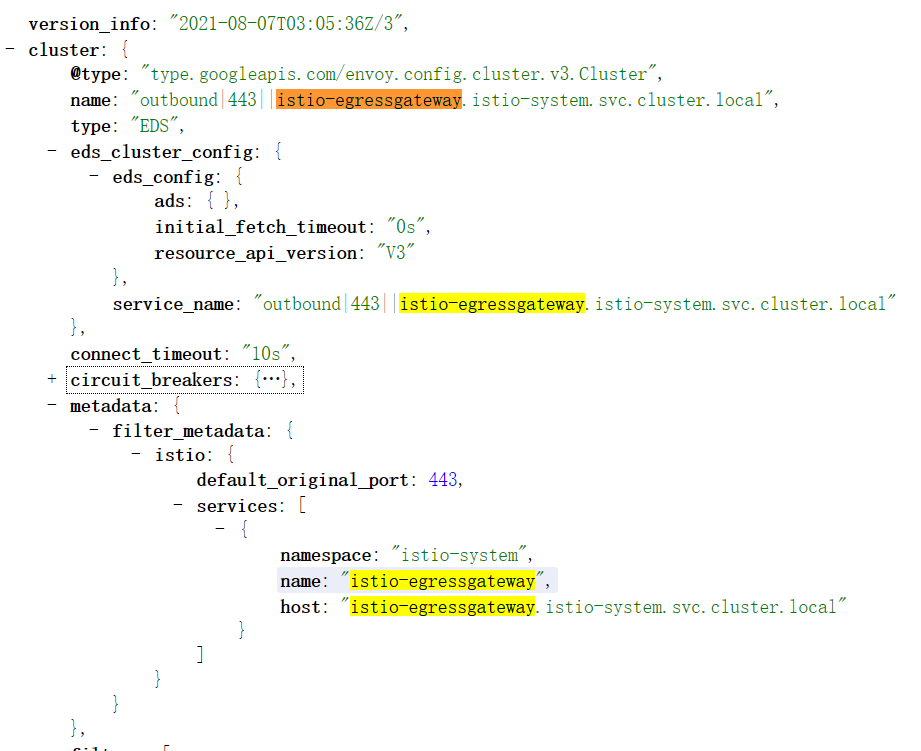 version_info: "2021-08-07T03:05:36Z/3",
- cluster: {
@type: "type.googleapis.com/envoy.config.cluster.v3.Cluster",
name: "outbound|443||istio-egressgateway.istio-system.svc.cluster.local",
type: "EDS",
- eds_cluster_config: {
- eds_config: {
ads: { },
initial_fetch_timeout: "0s",
resource_api_version: "V3"
},
service_name: "outbound|443||istio-egressgateway.istio-system.svc.cluster.local"
},
connect_timeout: "10s",
+ circuit_breakers: {…},
- metadata: {
- filter_metadata: {
- istio: {
default_original_port: 443,
- services: [
- {
namespace: "istio-system",
name: "istio-egressgateway",
host: "istio-egressgateway.istio-system.svc.cluster.local"
}
]
}
}
},